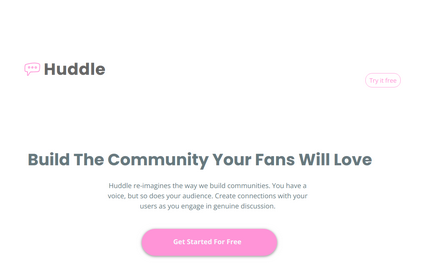 Huddle
Try it free
Build The Community Your Fans Will Love
Huddle re-imagines the way we build communities. You have a
voice, but so does your audience. Create connections with your
users as you engage in genuine discussion.
Get Started For Free